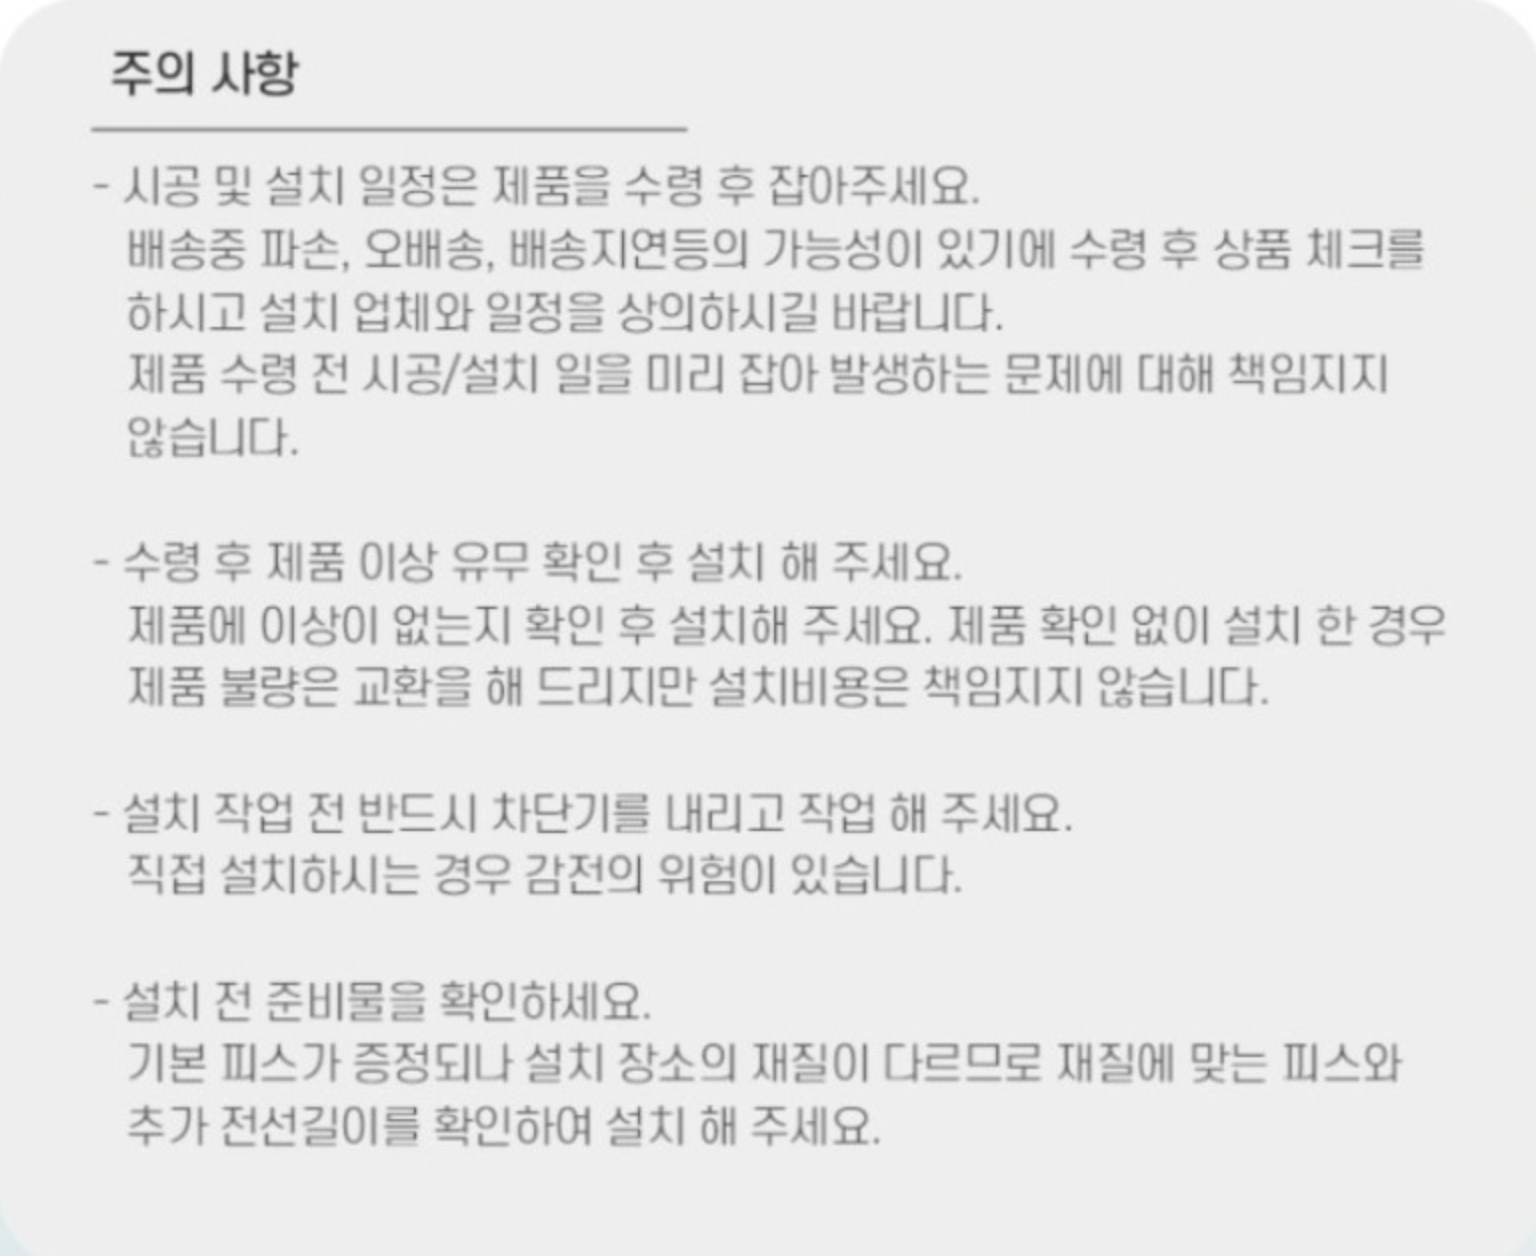 주의 사항
- 시공 및 설치 일정은 제품을 수령 후 잡아주세요.
배송중 파손, 오배송, 배송지연등의 가능성이 있기에 수령 후 상품 체크를
하시고 설치 업체와 일정을 상의하시길 바랍니다.
제품 수령 전 시공/설치 일을 미리 잡아 발생하는 문제에 대해 책임지지
않습니다.
- 수령 후 제품 이상 유무 확인 후 설치 해 주세요.
제품에 이상이 없는지 확인 후 설치해 주세요. 제품 확인 없이 설치 한 경우
제품 불량은 교환을 해 드리지만 설치비용은 책임지지 않습니다.
- 설치 작업 전 반드시 차단기를 내리고 작업 해 주세요.
직접 설치하시는 경우 감전의 위험이 있습니다.
- 설치 전 준비물을 확인하세요.
기본 피스가 증정되나 설치 장소의 재질이 다르므로 재질에 맞는 피스와
추가 전선길이를 확인하여 설치 해 주세요.